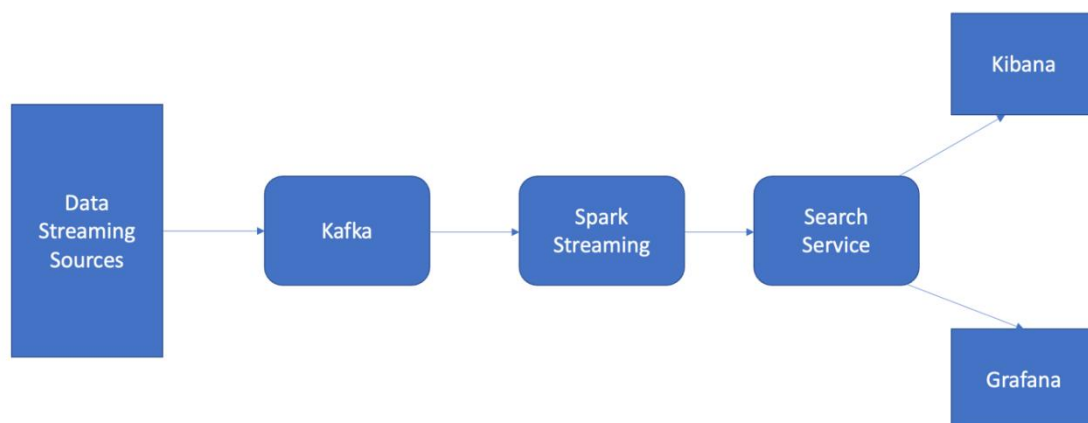 Data
Streaming
Sources
Kafka
Spark
Streaming
Search
Service
Kibana
Grafana